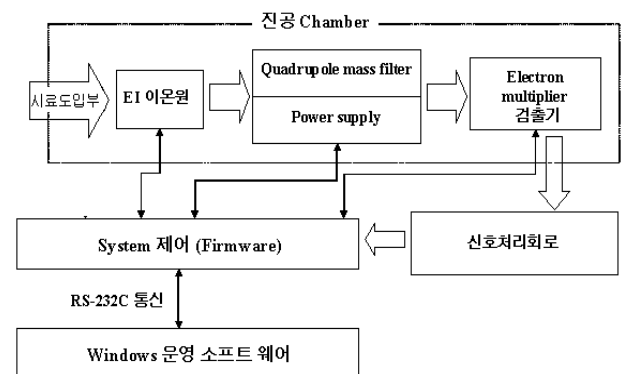 진공 Chamber
시료도입부
EI 이온원
Quadrupole mass filter
Power supply
Electron
multiplier
검출기
System 제어 (Firmware)
신호처리회로
RS-232C 통신
Windows 운영 소프트 웨어